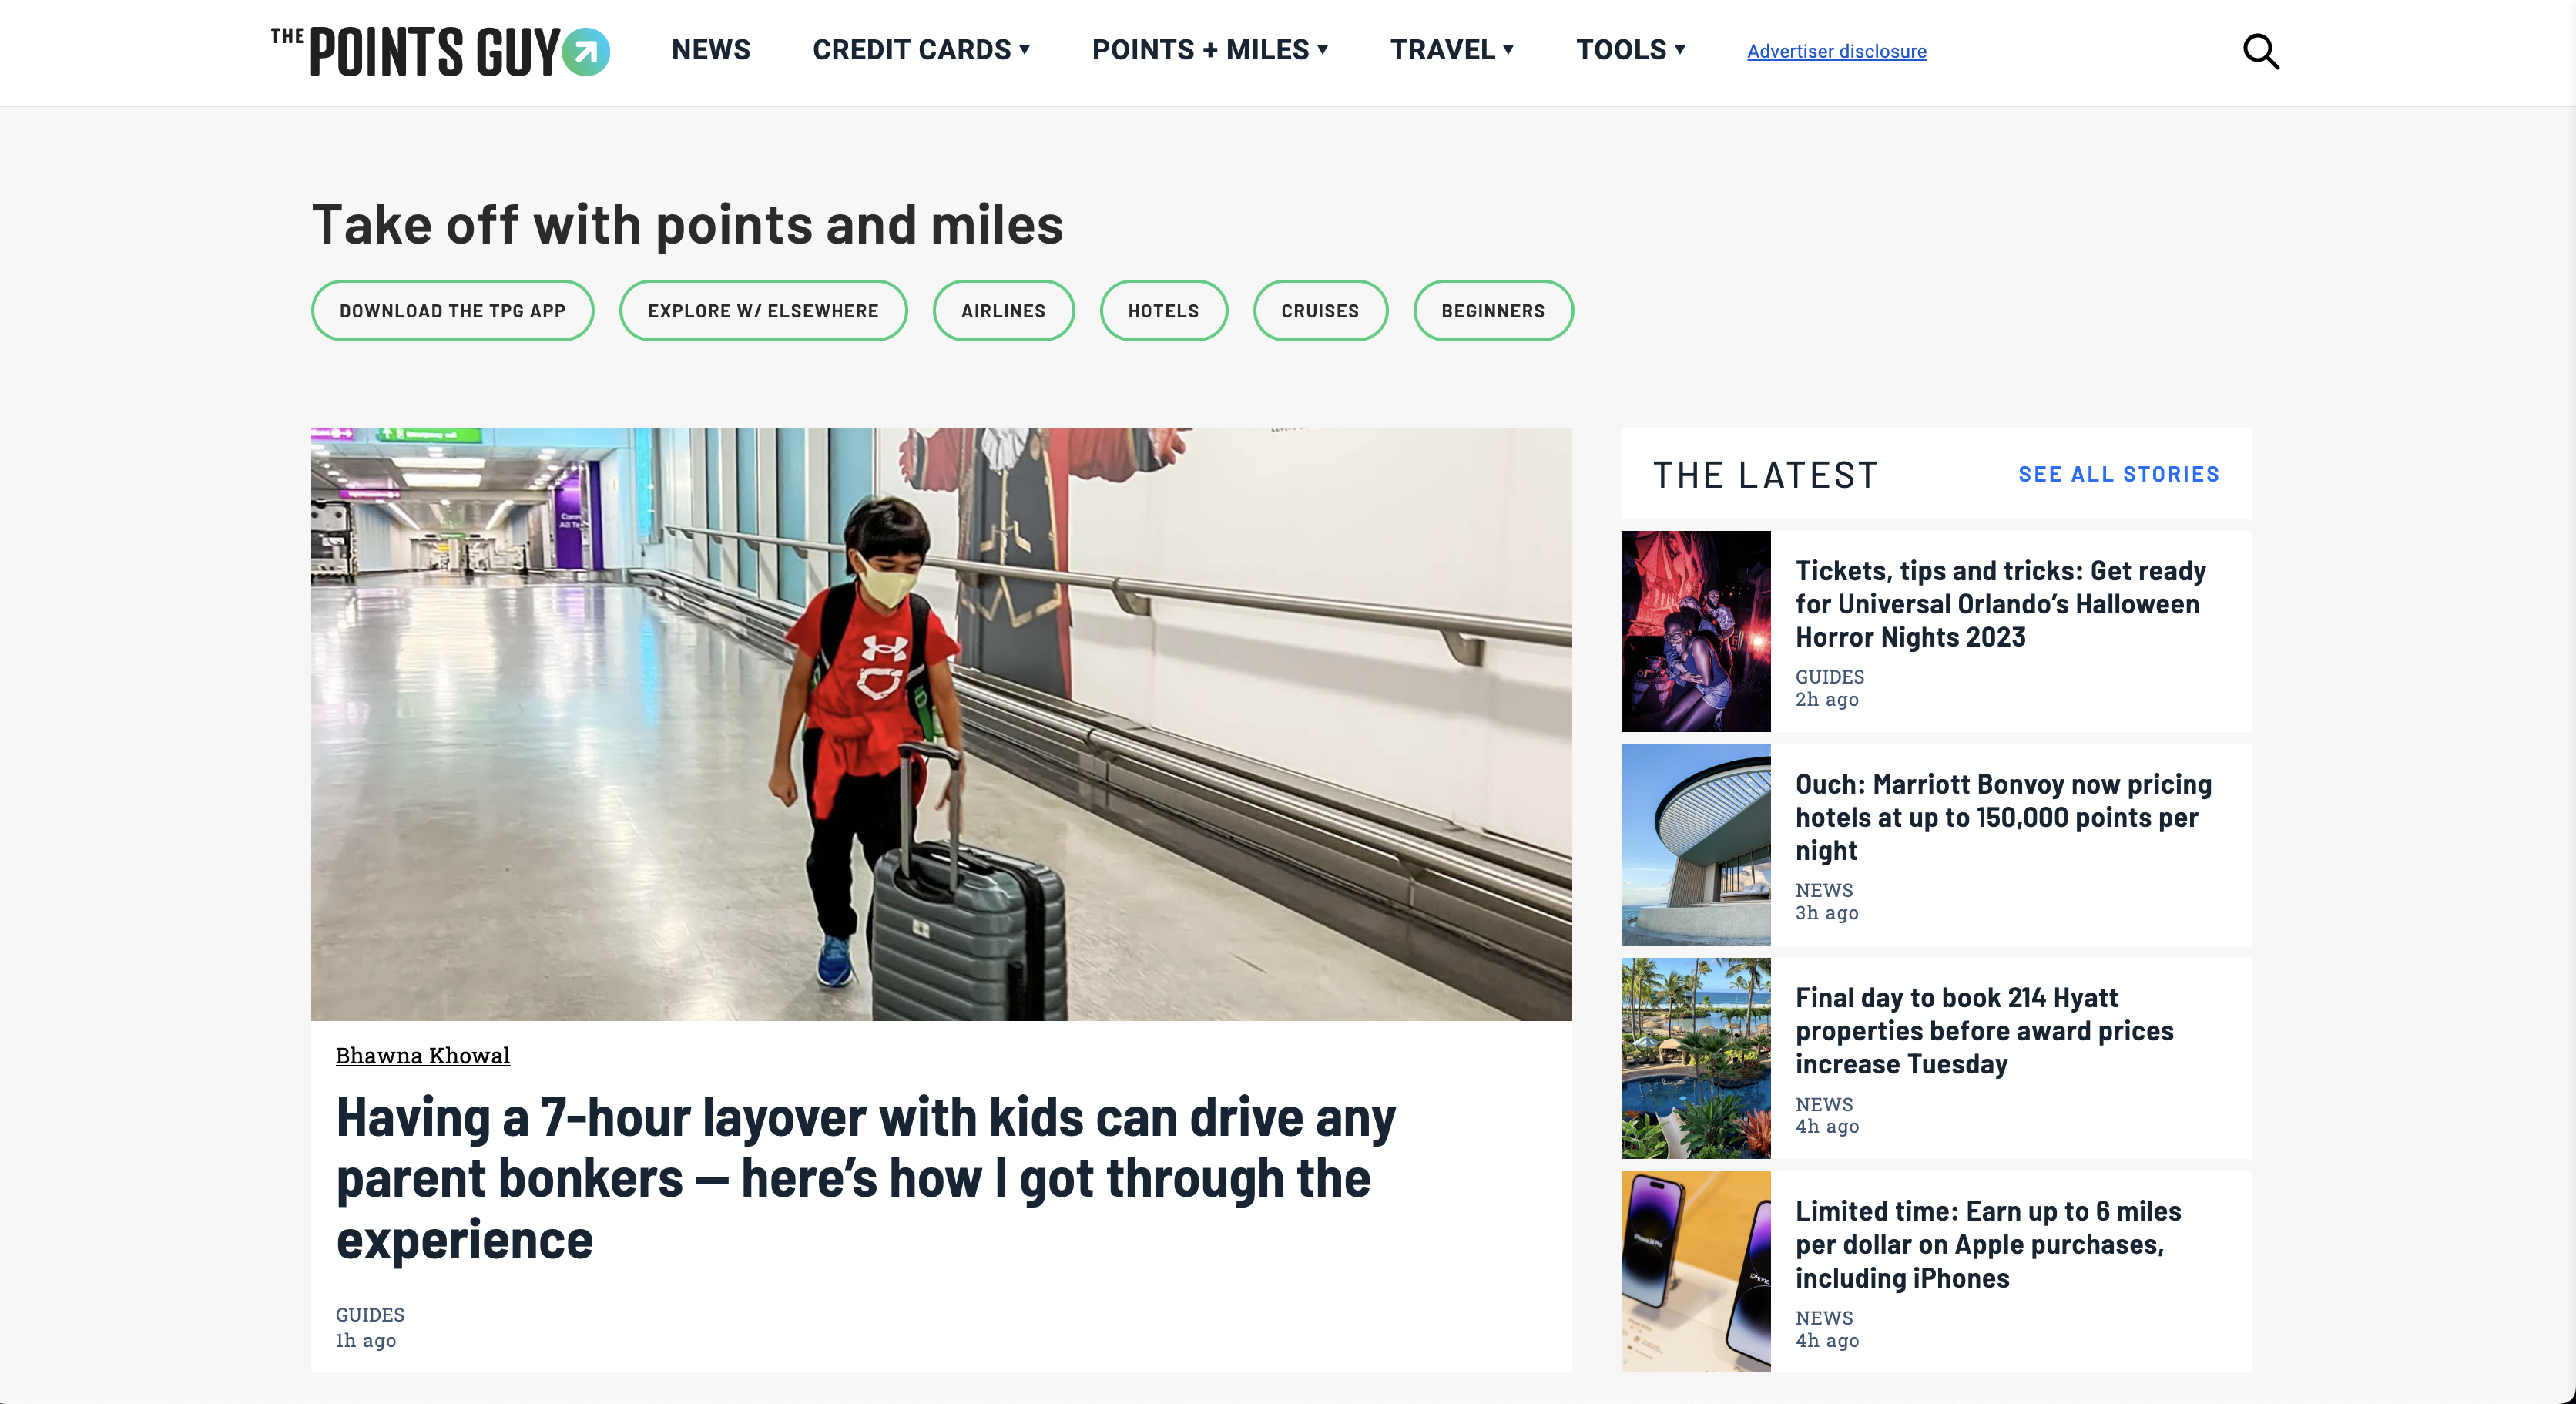 THE POINTS GUY
NEWS
CREDIT CARDS ▼
POINTS + MILES ▼
TRAVEL ▼
TOOLS ▼
Advertiser disclosure
Take off with points and miles
DOWNLOAD THE TPG APP
EXPLORE W/ ELSEWHERE
AIRLINES
HOTELS
CRUISES
BEGINNERS
Emergency call
Bhawna Khowal
Having a 7-hour layover with kids can drive any
parent bonkers — here’s how I got through the
experience
GUIDES
1h ago
THE LATEST
SEE ALL STORIES
Tickets, tips and tricks: Get ready
for Universal Orlando’s Halloween
Horror Nights 2023
GUIDES
2h ago
Ouch: Marriott Bonvoy now pricing
hotels at up to 150,000 points per
night
NEWS
3h ago
Final day to book 214 Hyatt
properties before award prices
increase Tuesday
NEWS
4h ago
Limited time: Earn up to 6 miles
per dollar on Apple purchases,
including iPhones
NEWS
4h ago